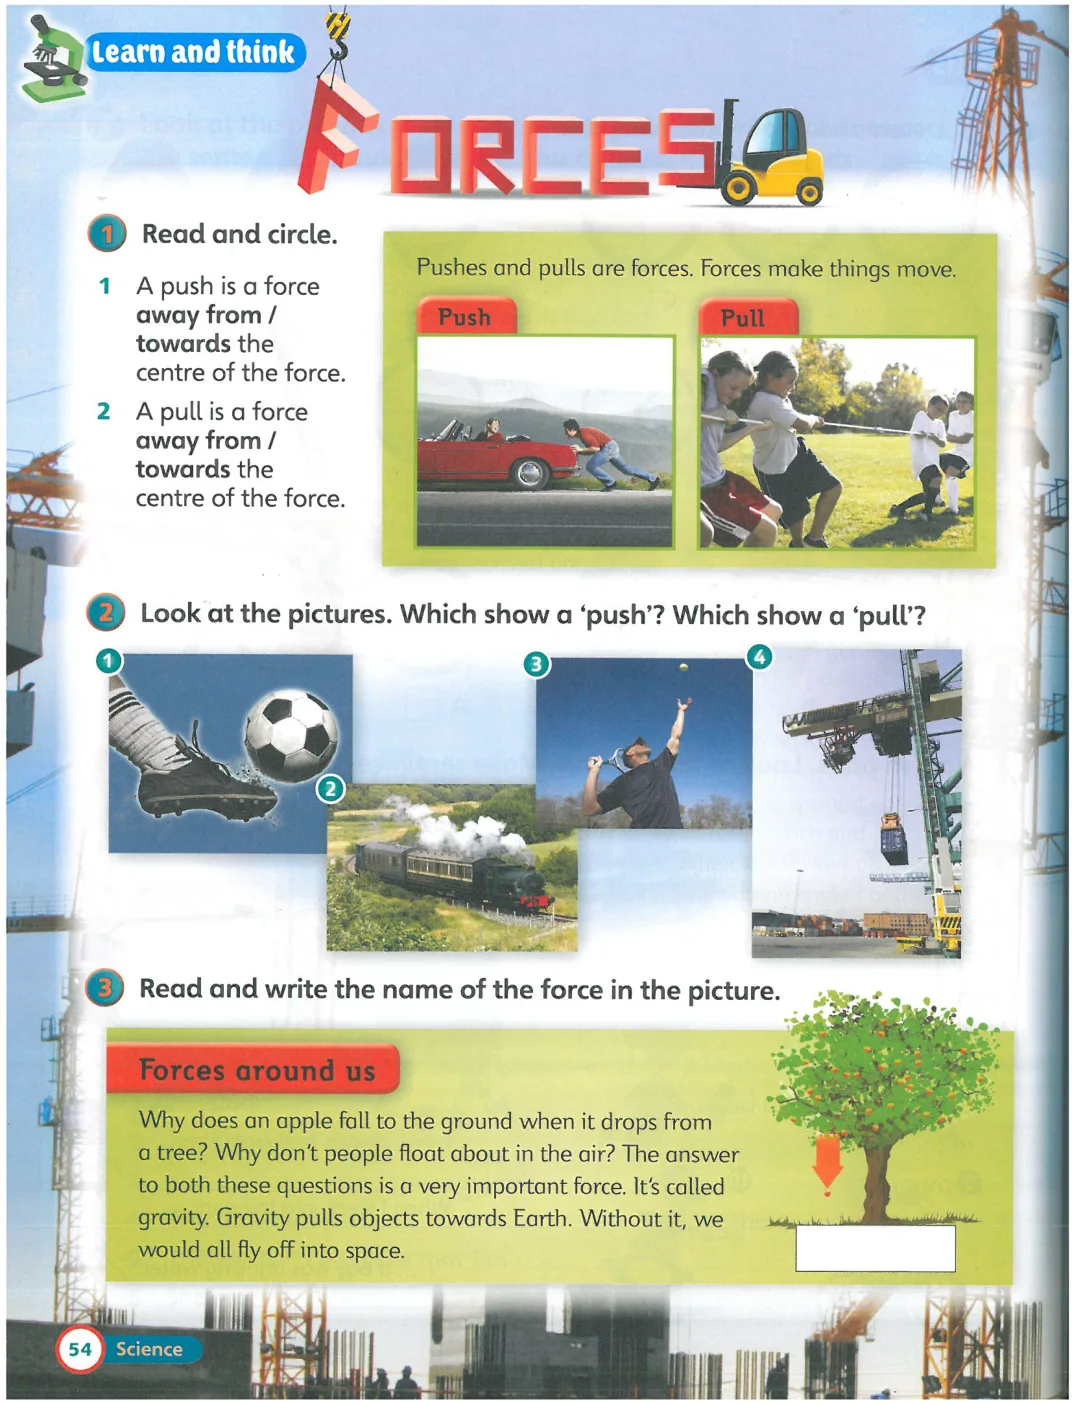 Learn and think
FORCES
1 Read and circle.
1 A push is a force
away from /
towards the
centre of the force.
2 A pull is a force
away from /
towards the
centre of the force.
Pushes and pulls are forces. Forces make things move.
Push
Pull
2 Look at the pictures. Which show a ‘push’? Which show a ‘pull’?
1
2
3
4
3 Read and write the name of the force in the picture.
Forces around us
Why does an apple fall to the ground when it drops from
a tree? Why don't people float about in the air? The answer
to both these questions is a very important force. It's called
gravity. Gravity pulls objects towards Earth. Without it, we
would all fly off into space.
54 Science